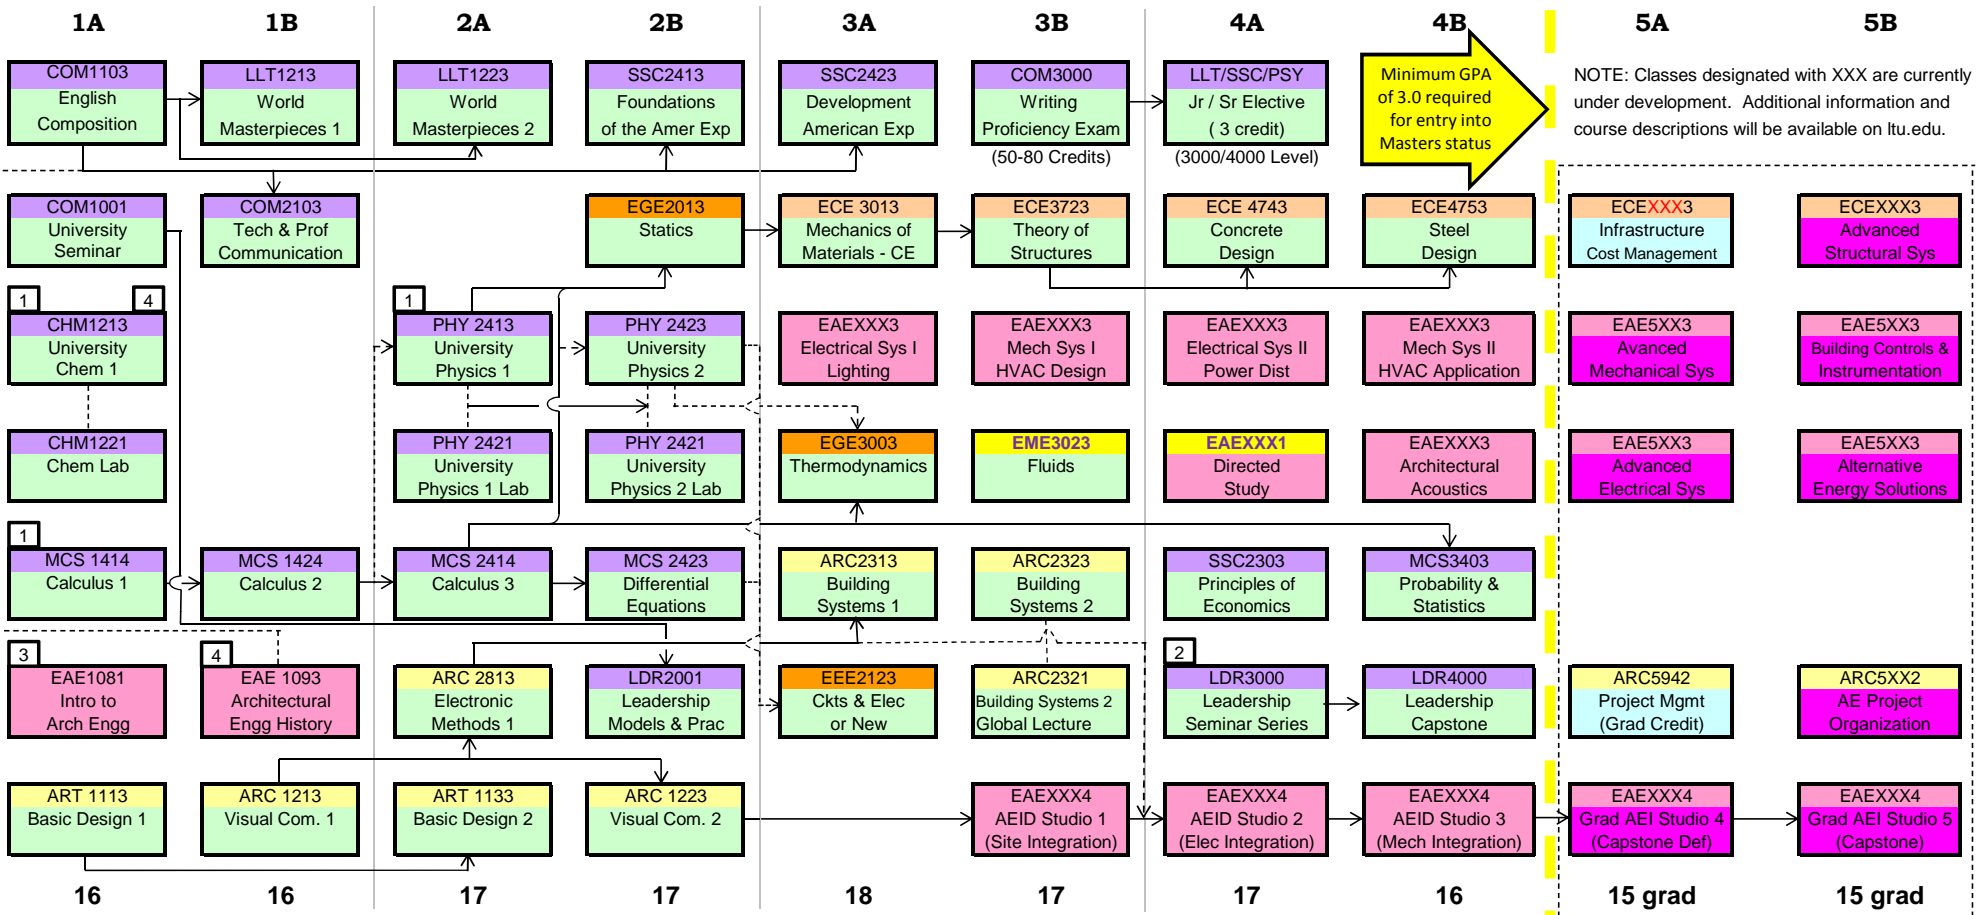 1A 1B 2A 2B 3A 3B 4A 4B 5A 5B
COM1103
English
Composition
LLT1213
World
Masterpieces 1
LLT1223
World
Masterpieces 2
SSC2413
Foundations
of the Amer Exp
SSC2423
Development
American Exp
COM3000
Writing
Proficiency Exam
(50-80 Credits)
LLT/SSC/PSY
Jr / Sr Elective
( 3 credit)
(3000/4000 Level)
Minimum GPA
of 3.0 required
for entry into
Masters status
NOTE: Classes designated with XXX are currently
under development. Additional information and
course descriptions will be available on ltu.edu.
COM1001
University
Seminar
COM2103
Tech & Prof
Communication
EGE2013
Statics
ECE 3013
Mechanics of
Materials - CE
ECE3723
Theory of
Structures
ECE 4743
Concrete
Design
ECE4753
Steel
Design
ECEXXX3
Infrastructure
Cost Management
ECEXXX3
Advanced
Structural Sys
1
4
CHM1213
University
Chem 1
1
PHY 2413
University
Physics 1
PHY 2423
University
Physics 2
EAEXXX3
Electrical Sys I
Lighting
EAEXXX3
Mech Sys I
HVAC Design
EAEXXX3
Electrical Sys II
Power Dist
EAEXXX3
Mech Sys II
HVAC Application
EAE5XX3
Avanced
Mechanical Sys
EAE5XX3
Building Controls &
Instrumentation
CHM1221
Chem Lab
PHY 2421
University
Physics 1 Lab
PHY 2421
University
Physics 2 Lab
EGE3003
Thermodynamics
EME3023
Fluids
EAEXXX1
Directed
Study
EAEXXX3
Architectural
Acoustics
EAE5XX3
Advanced
Electrical Sys
EAE5XX3
Alternative
Energy Solutions
1
MCS 1414
Calculus 1
MCS 1424
Calculus 2
MCS 2414
Calculus 3
MCS 2423
Differential
Equations
ARC2313
Building
Systems 1
ARC2323
Building
Systems 2
SSC2303
Principles of
Economics
MCS3403
Probability &
Statistics
3
EAE1081
Intro to
Arch Engg
4
EAE 1093
Architectural
Engg History
ARC 2813
Electronic
Methods 1
LDR2001
Leadership
Models & Prac
EEE2123
Ckts & Elec
or New
ARC2321
Building Systems 2
Global Lecture
2
LDR3000
Leadership
Seminar Series
LDR4000
Leadership
Capstone
ARC5942
Project Mgmt
(Grad Credit)
ARC5XX2
AE Project
Organization
ART 1113
Basic Design 1
ARC 1213
Visual Com. 1
ART 1133
Basic Design 2
ARC 1223
Visual Com. 2
EAEXXX4
AEID Studio 1
(Site Integration)
EAEXXX4
AEID Studio 2
(Elec Integration)
EAEXXX4
AEID Studio 3
(Mech Integration)
EAEXXX4
Grad AEI Studio 4
(Capstone Def)
EAEXXX4
Grad AEI Studio 5
(Capstone)
16 16 17 17 18 17 17 16 15 grad 15 grad